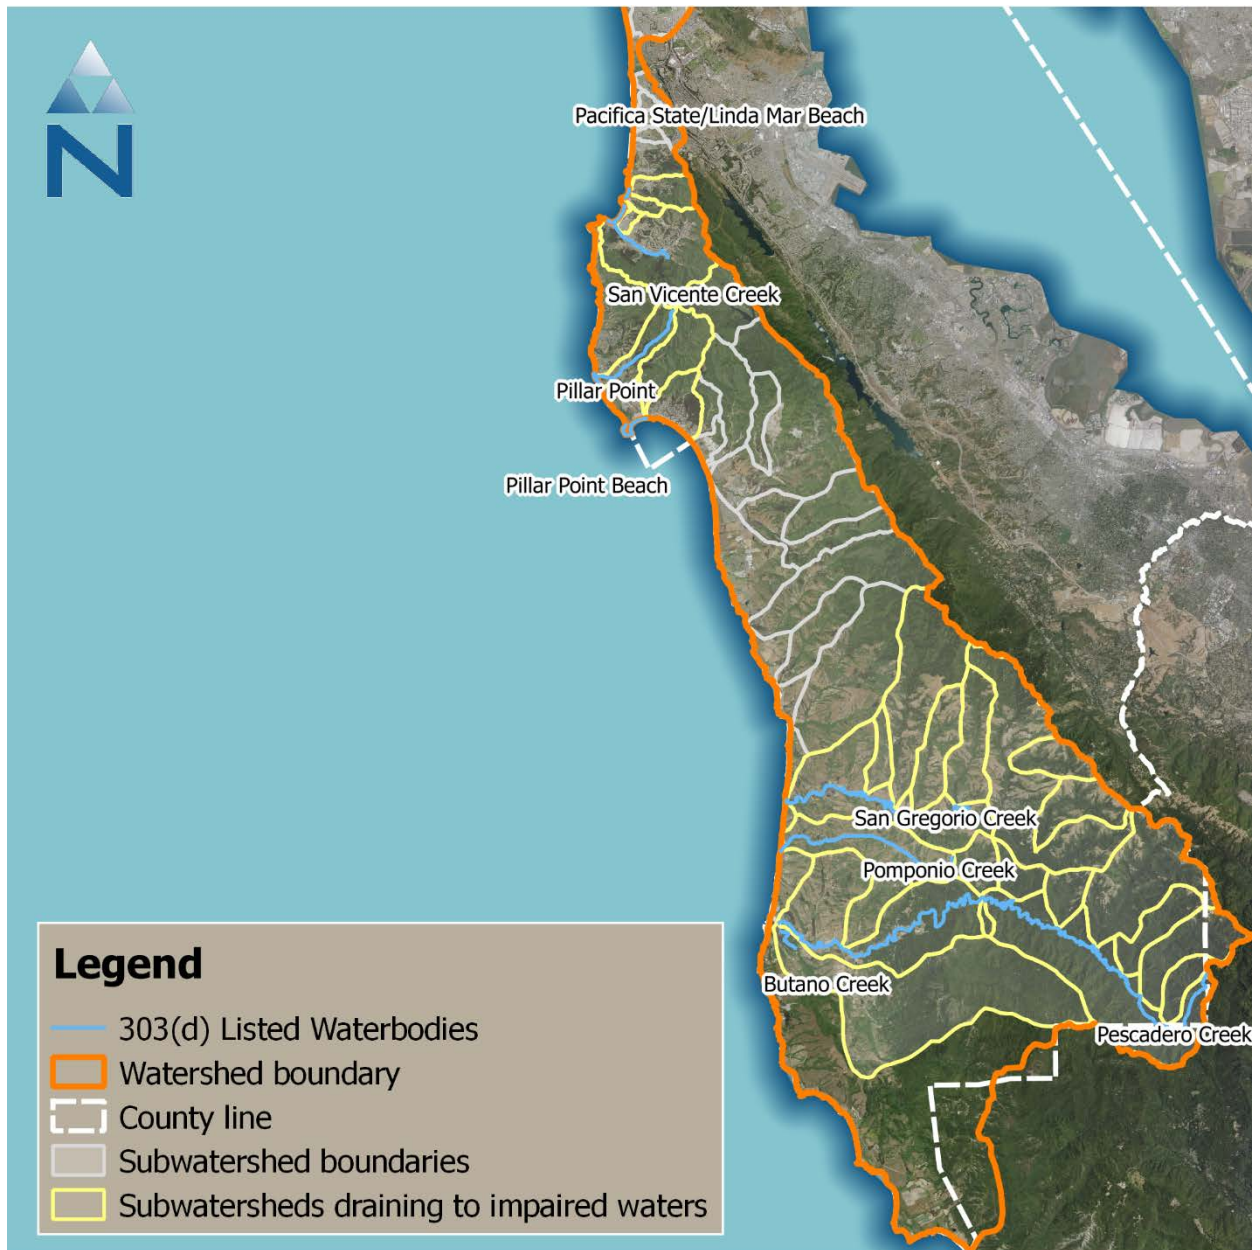 N
Pacifica State/Linda Mar Beach
San Vicente Creek
Pillar Point
Pillar Point Beach
San Gregorio Creek
Pomponio Creek
Butano Creek
Pescadero Creek
Legend
303(d) Listed Waterbodies
Watershed boundary
County line
Subwatershed boundaries
Subwatersheds draining to impaired waters